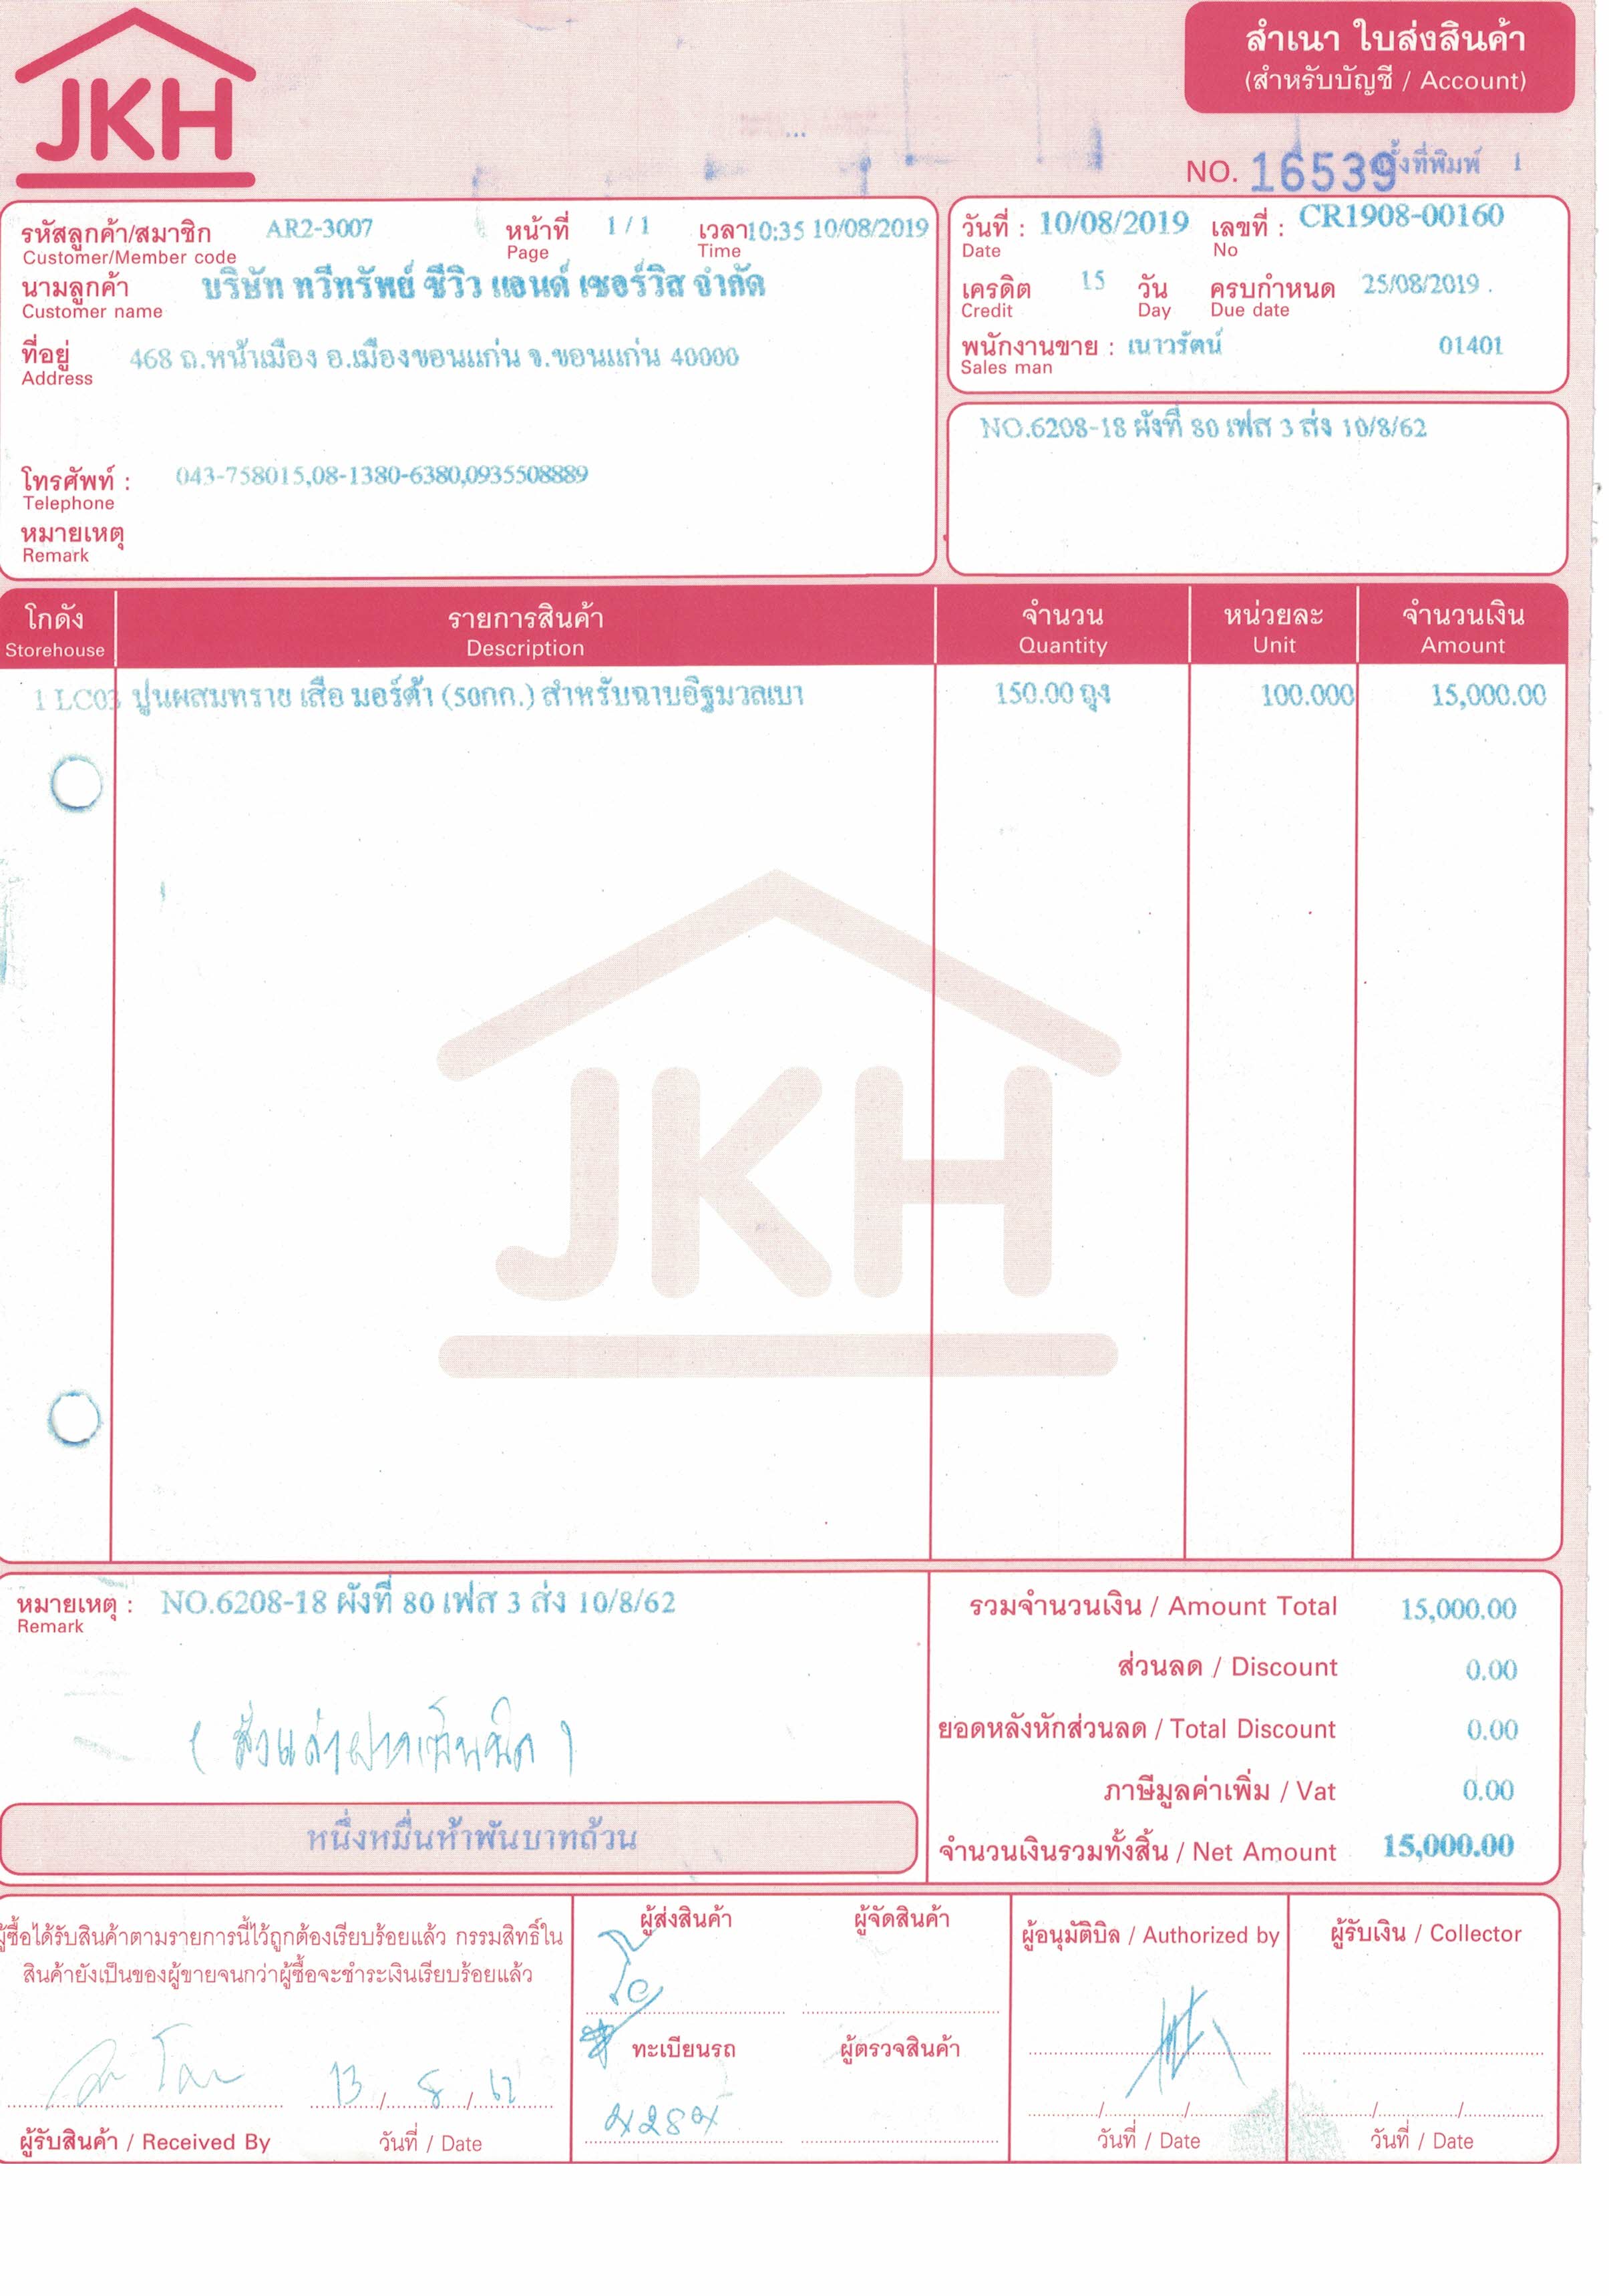 JKH
สำเนา ใบส่งสินค้า
(สำหรับบัญชี / Account)
NO. 16539 ครั้งที่พิมพ์ 1
รหัสลูกค้า/สมาชิก AR2-3007 หน้าที่ 1 / 1 เวลา 10:35 10/08/2019
Customer/Member code Page Time
นามลูกค้า บริษัท ทวีทรัพย์ ซีวิว แอนด์ เซอร์วิส จำกัด
Customer name
ที่อยู่ 468 ถ.หน้าเมือง อ.เมืองขอนแก่น จ.ขอนแก่น 40000
Address
โทรศัพท์ : 043-758015,08-1380-6380,0935508889
Telephone
หมายเหตุ
Remark
วันที่ : 10/08/2019 เลขที่ : CR1908-00160
Date No
เครดิต 15 วัน ครบกำหนด 25/08/2019 .
Credit Day Due date
พนักงานขาย : เนาวรัตน์ 01401
Sales man
NO.6208-18 ผังที่ 80 เฟส 3 ส่ง 10/8/62
โกดัง รายการสินค้า จำนวน หน่วยละ จำนวนเงิน
Storehouse Description Quantity Unit Amount
1 LC03 ปูนผสมทราย เสือ มอร์ต้า (50กก.) สำหรับฉาบอิฐมวลเบา 150.00 ถุง 100.000 15,000.00
JKH
หมายเหตุ : NO.6208-18 ผังที่ 80 เฟส 3 ส่ง 10/8/62
Remark
หนึ่งหมื่นห้าพันบาทถ้วน
รวมจำนวนเงิน / Amount Total 15,000.00
ส่วนลด / Discount 0.00
ยอดหลังหักส่วนลด / Total Discount 0.00
ภาษีมูลค่าเพิ่ม / Vat 0.00
จำนวนเงินรวมทั้งสิ้น / Net Amount 15,000.00
ผู้ซื้อได้รับสินค้าตามรายการนี้ไว้ถูกต้องเรียบร้อยแล้ว กรรมสิทธิ์ใน
สินค้ายังเป็นของผู้ขายจนกว่าผู้ซื้อจะชำระเงินเรียบร้อยแล้ว
13 / 8 / 62
ผู้รับสินค้า / Received By วันที่ / Date
ผู้ส่งสินค้า ผู้จัดสินค้า
ทะเบียนรถ ผู้ตรวจสินค้า
ผู้อนุมัติบิล / Authorized by
วันที่ / Date
ผู้รับเงิน / Collector
วันที่ / Date